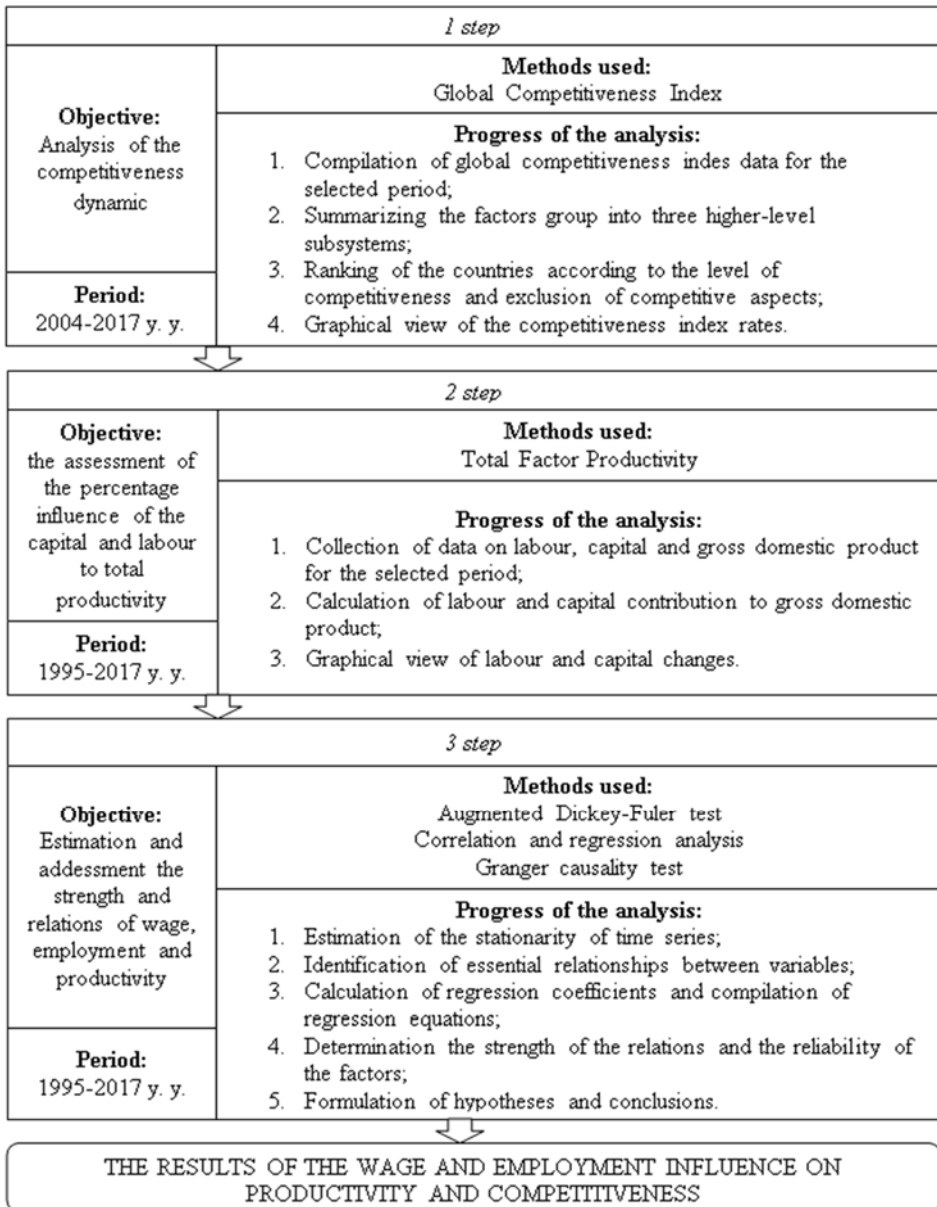 1 step
Objective:
Analysis of the
competitiveness
dynamic
Period:
2004-2017 y. y.
Methods used:
Global Competitiveness Index
Progress of the analysis:
1. Compilation of global competitiveness indes data for the
selected period;
2. Summarizing the factors group into three higher-level
subsystems;
3. Ranking of the countries according to the level of
competitiveness and exclusion of competitive aspects;
4. Graphical view of the competitiveness index rates.
2 step
Objective:
the assessment of
the percentage
influence of the
capital and labour
to total
productivity
Period:
1995-2017 y. y.
Methods used:
Total Factor Productivity
Progress of the analysis:
1. Collection of data on labour, capital and gross domestic product
for the selected period;
2. Calculation of labour and capital contribution to gross domestic
product;
3. Graphical view of labour and capital changes.
3 step
Objective:
Estimation and
addessment the
strength and
relations of wage,
employment and
productivity
Period:
1995-2017 y. y.
Methods used:
Augmented Dickey-Fuler test
Correlation and regression analysis
Granger causality test
Progress of the analysis:
1. Estimation of the stationarity of time series;
2. Identification of essential relationships between variables;
3. Calculation of regression coefficients and compilation of
regression equations;
4. Determination the strength of the relations and the reliability of
the factors;
5. Formulation of hypotheses and conclusions.
THE RESULTS OF THE WAGE AND EMPLOYMENT INFLUENCE ON
PRODUCTIVITY AND COMPETITIVENESS